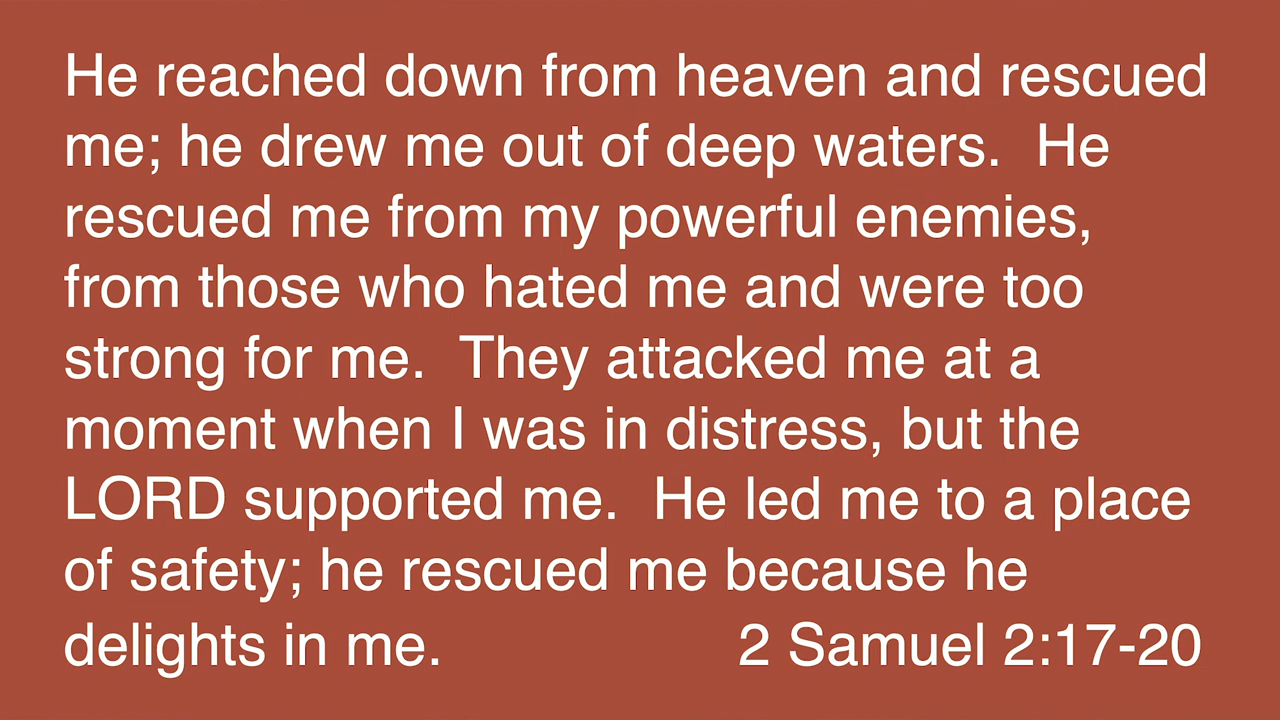 He reached down from heaven and rescued
me; he drew me out of deep waters.  He
rescued me from my powerful enemies,
from those who hated me and were too
strong for me.  They attacked me at a
moment when I was in distress, but the
LORD supported me.  He led me to a place
of safety; he rescued me because he
delights in me.  2 Samuel 2:17-20